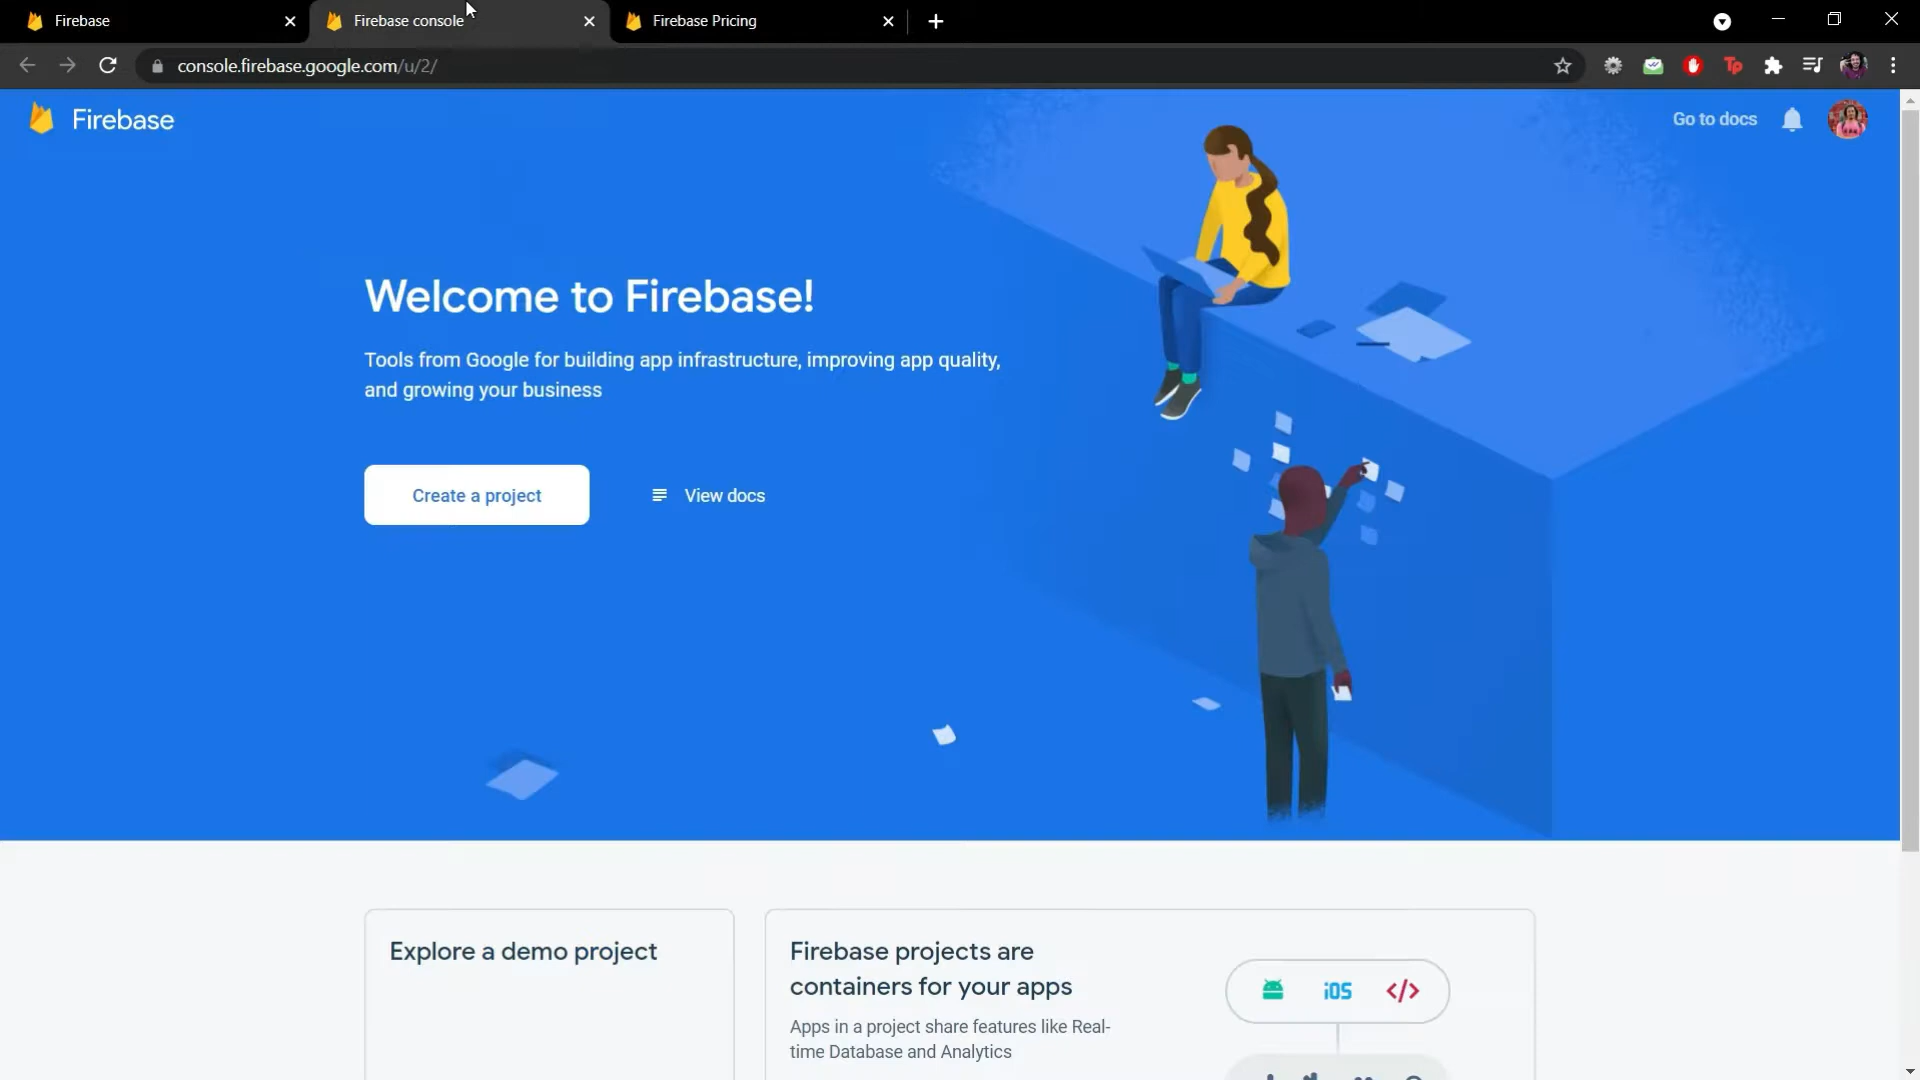 Firebase
Firebase console
Firebase Pricing
console.firebase.google.com/u/2/
Tp
Firebase
Go to docs
Welcome to Firebase!
Tools from Google for building app infrastructure, improving app quality,
and growing your business
Create a project
View docs
Explore a demo project
Firebase projects are
containers for your apps
iOS
</>
Apps in a project share features like Real-
time Database and Analytics